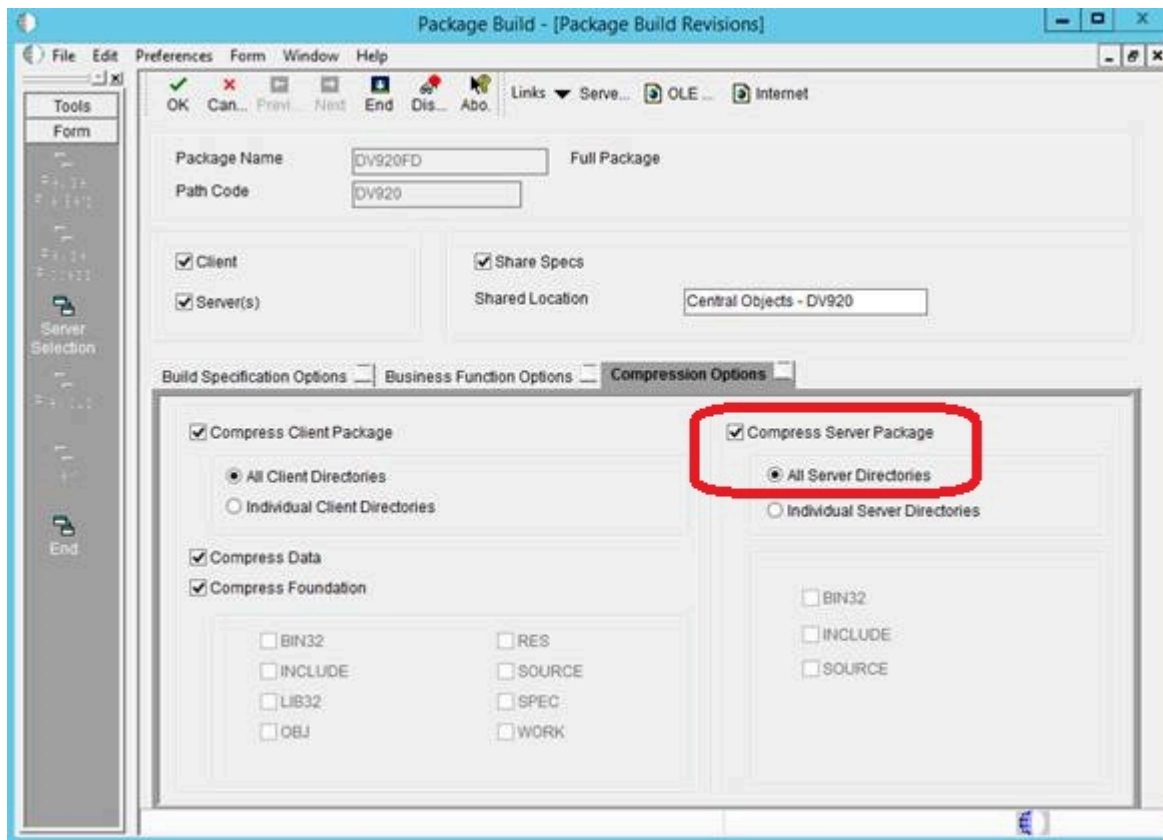 Package Build - [Package Build Revisions]
File Edit Preferences Form Window Help
Tools
Form
OK Can... Previ... Next End Dis... Abo. Links Serve... OLE ... Internet
Package Name DV920FD Full Package
Path Code DV920
Client
Share Specs
Server(s)
Shared Location Central Objects - DV920
Server
Selection
End
Build Specification Options Business Function Options Compression Options
Compress Client Package
All Client Directories
Individual Client Directories
Compress Data
Compress Foundation
BIN32 RES
INCLUDE SOURCE
LIB32 SPEC
OBJ WORK
Compress Server Package
All Server Directories
Individual Server Directories
BIN32
INCLUDE
SOURCE